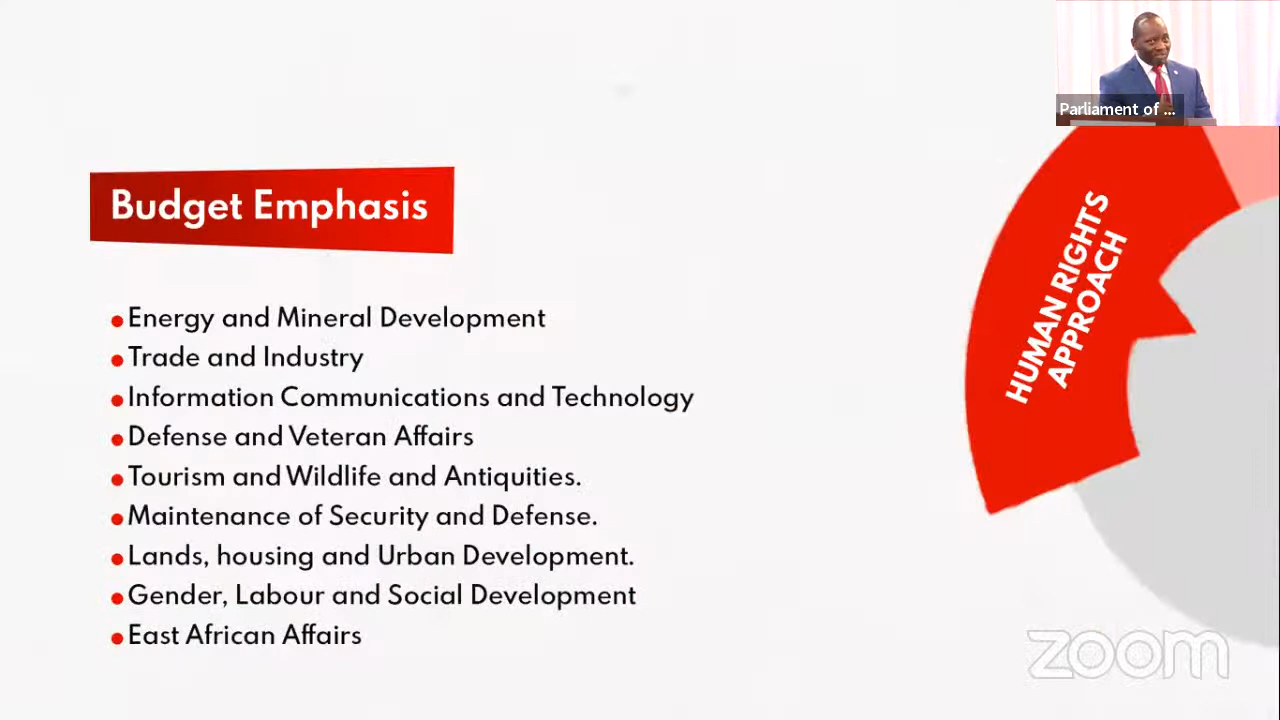 Parliament of ...
Budget Emphasis
Energy and Mineral Development
Trade and Industry
Information Communications and Technology
Defense and Veteran Affairs
Tourism and Wildlife and Antiquities.
Maintenance of Security and Defense.
Lands, housing and Urban Development.
Gender, Labour and Social Development
East African Affairs
HUMAN RIGHTS
APPROACH
zoom